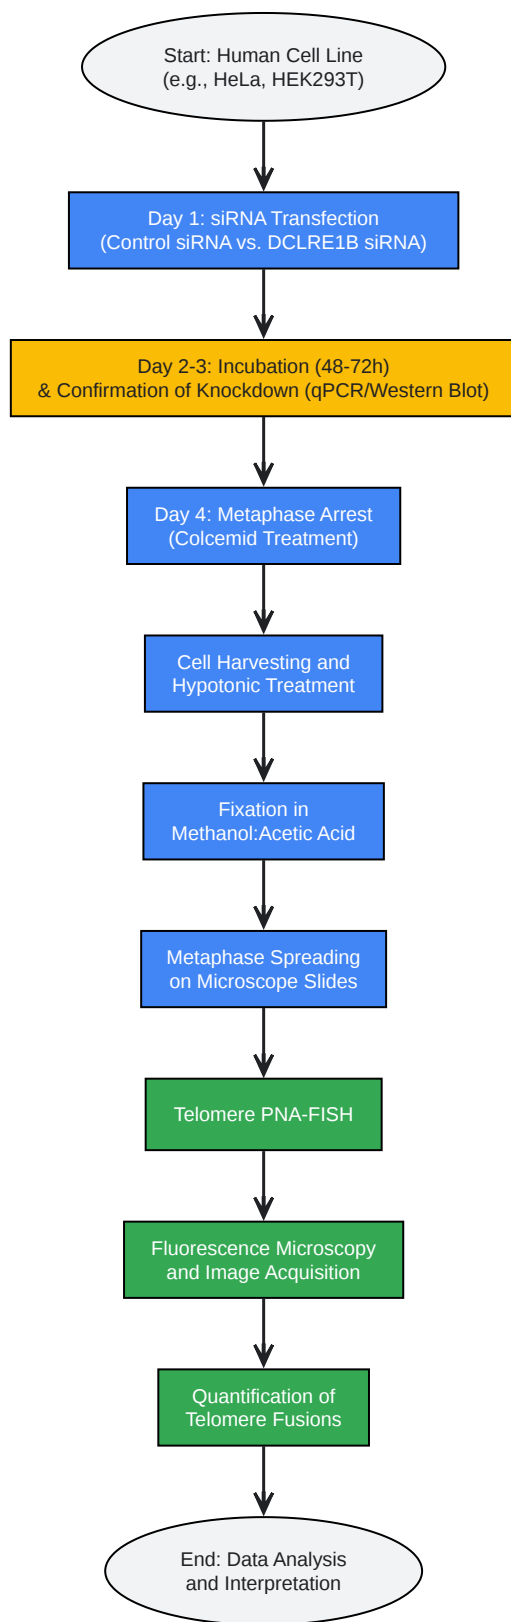 Start: Human Cell Line
(e.g., HeLa, HEK293T)
Day 1: siRNA Transfection
(Control siRNA vs. DCLRE1B siRNA)
Day 2-3: Incubation (48-72h)
& Confirmation of Knockdown (qPCR/Western Blot)
Day 4: Metaphase Arrest
(Colcemid Treatment)
Cell Harvesting and
Hypotonic Treatment
Fixation in
Methanol:Acetic Acid
Metaphase Spreading
on Microscope Slides
Telomere PNA-FISH
Fluorescence Microscopy
and Image Acquisition
Quantification of
Telomere Fusions
End: Data Analysis
and Interpretation